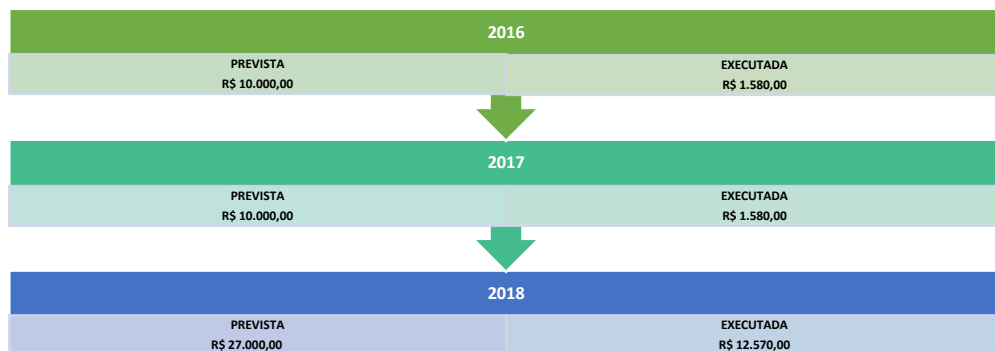 2016
PREVISTA
R$ 10.000,00
EXECUTADA
R$ 1.580,00
2017
PREVISTA
R$ 10.000,00
EXECUTADA
R$ 1.580,00
2018
PREVISTA
R$ 27.000,00
EXECUTADA
R$ 12.570,00